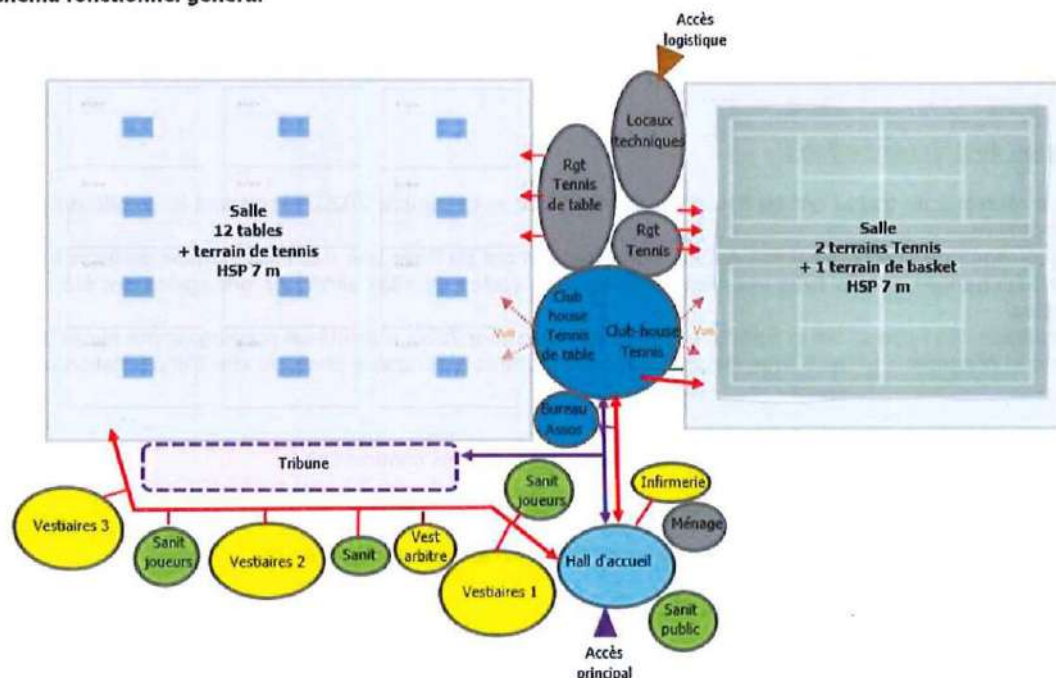 Accès
logistique
Locaux
techniques
Rgt
Tennis
de table
Salle
12 tables
+ terrain de tennis
HSP 7 m
Rgt
Tennis
Salle
2 terrains Tennis
+ 1 terrain de basket
HSP 7 m
Club
house
Tennis
de table
Club-house
Tennis
Vue
Vue
Bureau
Assos
Tribune
Sanit
joueurs
Infirmerie
Ménage
Vestiaires 3
Sanit
joueurs
Vestiaires 2
Sanit
Vest
arbitre
Vestiaires 1
Hall d'accueil
Sanit
public
Accès
principal